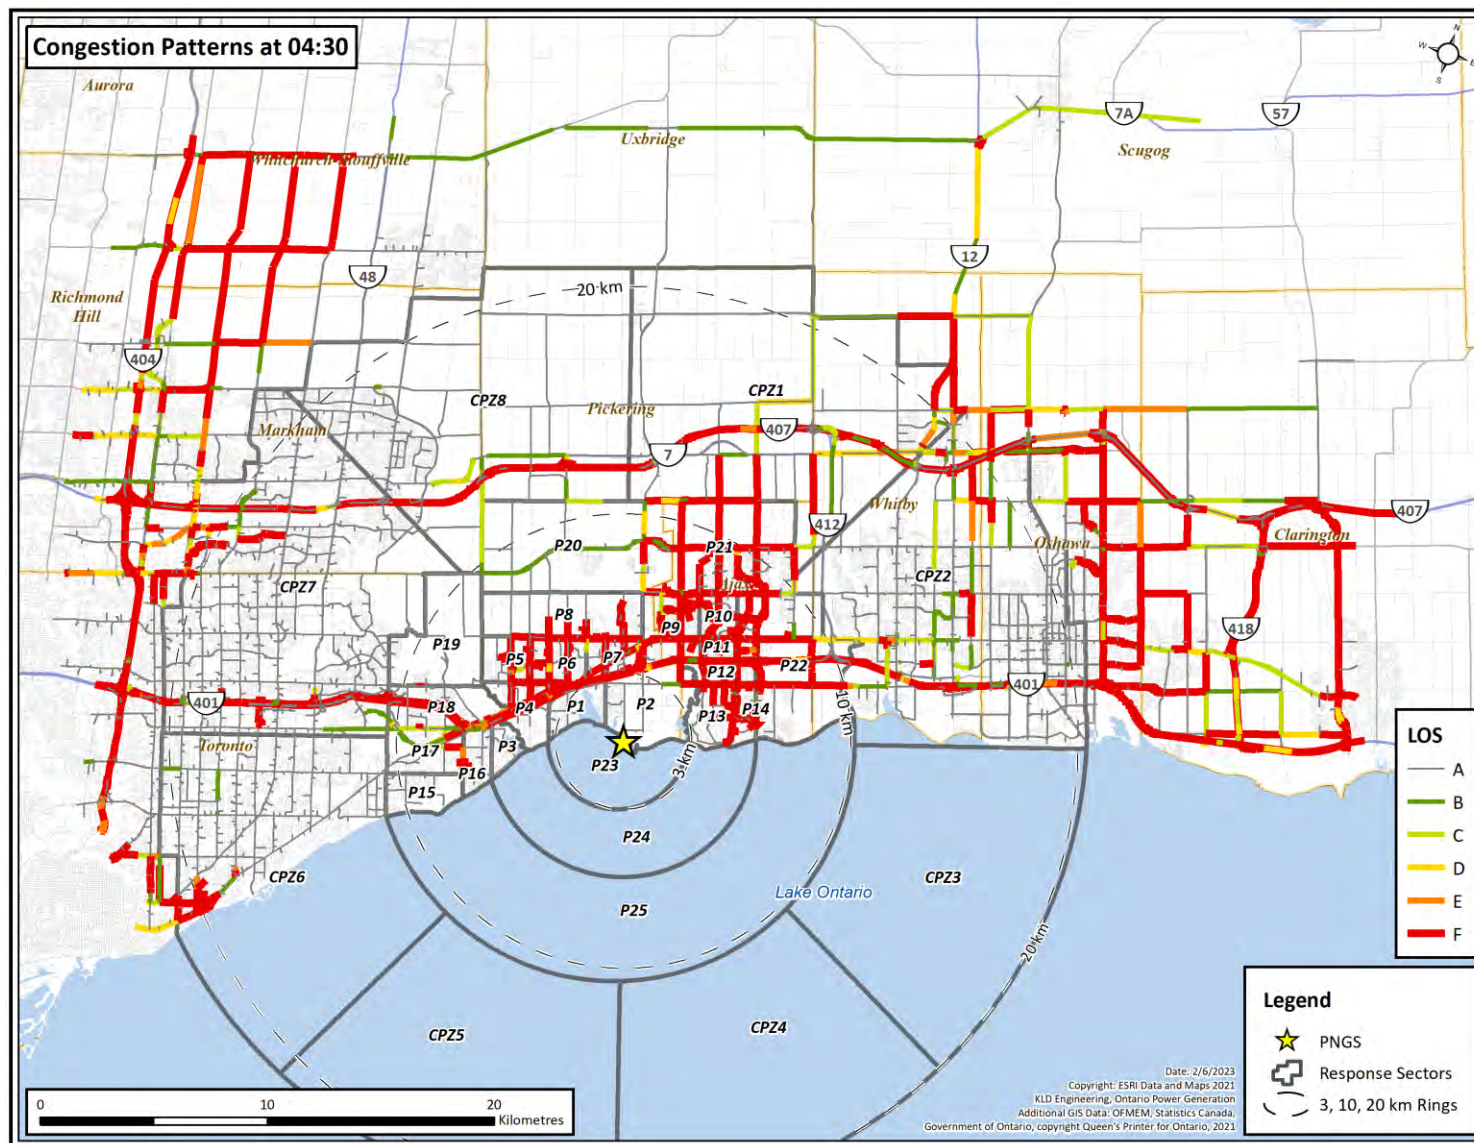 Congestion Patterns at 04:30
N
W
E
S
Aurora
7A
57
Uxbridge
Scugog
Whitchurch-Stouffville
12
48
20 km
Richmond
Hill
404
CPZ8
CPZ1
Pickering
Markham
407
7
Whitby
412
407
Clarington
Oshawa
P20
P21
CPZ7
CPZ2
Ajax
P8
P10
P9
418
P19
P5
P6
P7
P11
P12
P22
401
401
P18
P4
P1
P2
P13
P14
10 km
Toronto
P17
P3
P16
P23
3 km
P15
P24
CPZ6
CPZ3
Lake Ontario
P25
20 km
CPZ5
CPZ4
LOS
A
B
C
D
E
F
Legend
PNGS
Response Sectors
3, 10, 20 km Rings
0 10 20
Kilometres
Date: 2/6/2023
Copyright: ESRI Data and Maps 2021
KLD Engineering, Ontario Power Generation
Additional GIS Data: OFMEM, Statistics Canada,
Government of Ontario, copyright Queen's Printer for Ontario, 2021